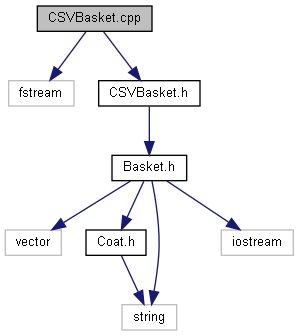 CSVBasket.cpp
fstream
CSVBasket.h
Basket.h
vector
Coat.h
iostream
string